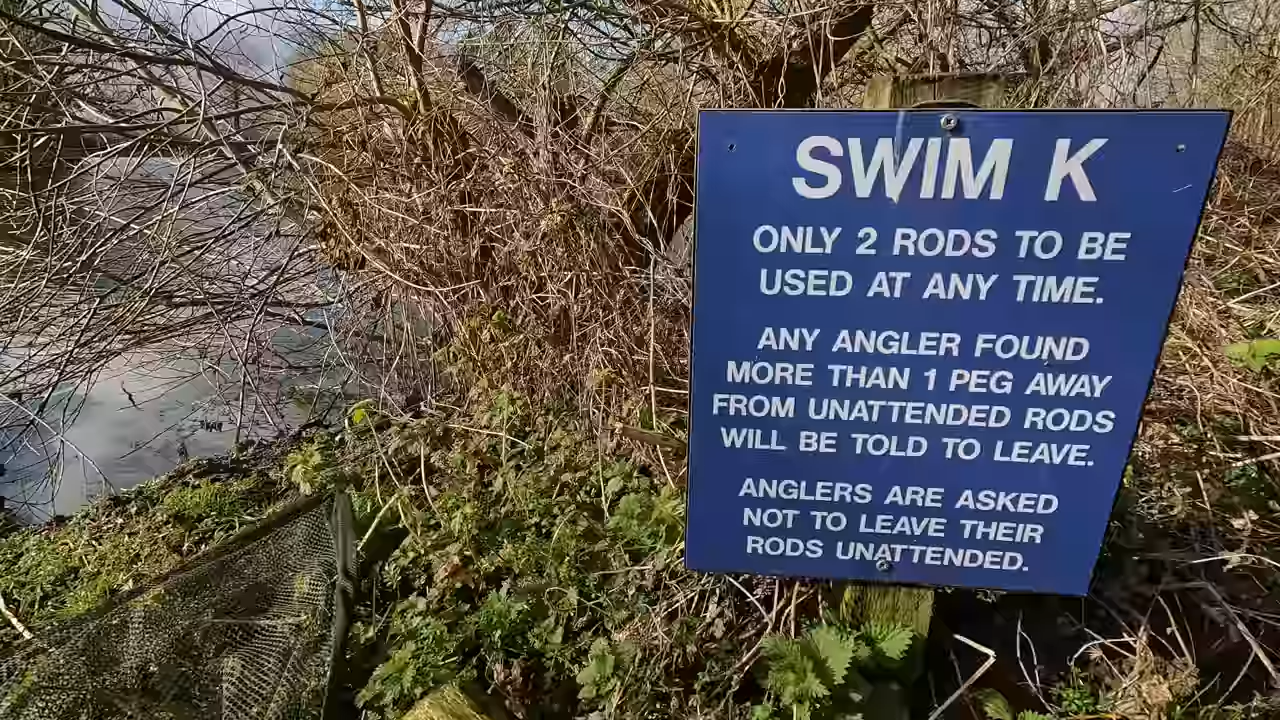 SWIM K
ONLY 2 RODS TO BE
USED AT ANY TIME.
ANY ANGLER FOUND
MORE THAN 1 PEG AWAY
FROM UNATTENDED RODS
WILL BE TOLD TO LEAVE.
ANGLERS ARE ASKED
NOT TO LEAVE THEIR
RODS UNATTENDED.